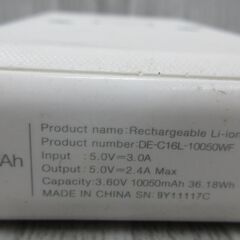 Product name:Rechargeable Li-ion
Product number:DE-C16L-10050WF
Input : 5.0V⎓3.0A
Output : 5.0V⎓2.4A Max
Ah
Capacity:3.60V 10050mAh 36.18Wh
MADE IN CHINA SN:9Y11117C